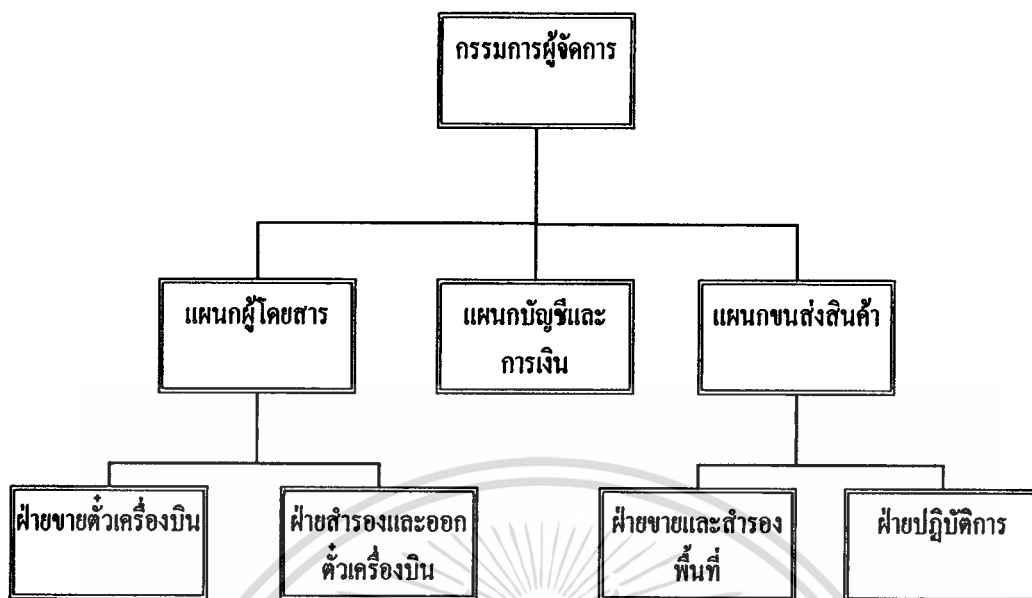 กรรมการผู้จัดการ
แผนกผู้โดยสาร
แผนกบัญชีและ
การเงิน
แผนกขนส่งสินค้า
ฝ่ายขายตั๋วเครื่องบิน
ฝ่ายสำรองและออก
ตั๋วเครื่องบิน
ฝ่ายขายและสำรอง
พื้นที่
ฝ่ายปฏิบัติการ